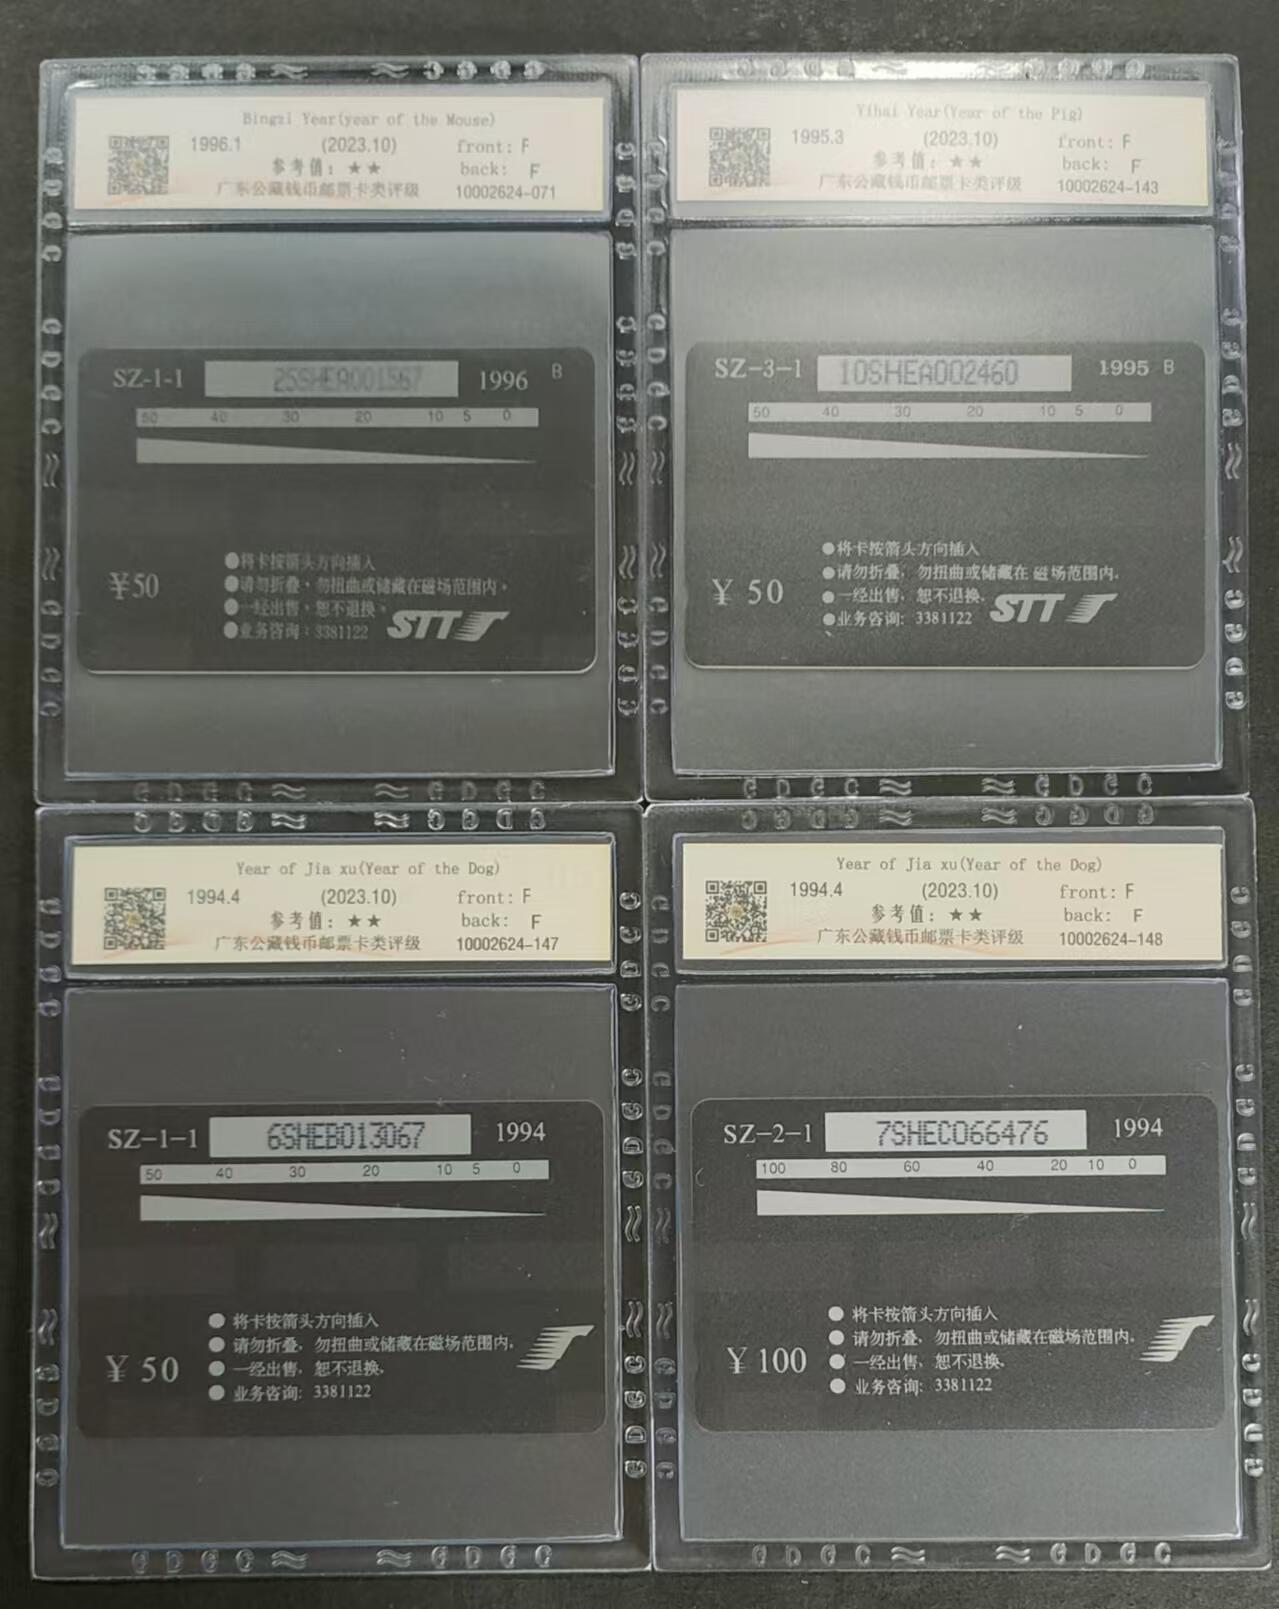 Bingzi Year(year of the Mouse)
1996.1 (2023.10) front: F
参考值：★★ back: F
广东公藏钱币邮票卡类评级 10002624-071
SZ-1-1 25SHEA001567 1996 B
50 40 30 20 10 5 0
●将卡按箭头方向插入
●请勿折叠，勿扭曲或储藏在磁场范围内。
¥50
●一经出售，恕不退换。
●业务咨询：3381122
STT
Yihai Year(Year of the Pig)
1995.3 (2023.10) front: F
参考值：★★ back: F
广东公藏钱币邮票卡类评级 10002624-143
SZ-3-1 10SHEA002460 1995 B
50 40 30 20 10 5 0
●将卡按箭头方向插入
●请勿折叠，勿扭曲或储藏在磁场范围内.
¥ 50
●一经出售，恕不退换.
●业务咨询: 3381122
STT
Year of Jia xu(Year of the Dog)
1994.4 (2023.10) front: F
参考值：★★ back: F
广东公藏钱币邮票卡类评级 10002624-147
SZ-1-1 6SHEB013067 1994
50 40 30 20 10 5 0
● 将卡按箭头方向插入
● 请勿折叠，勿扭曲或储藏在磁场范围内.
¥ 50
● 一经出售，恕不退换.
● 业务咨询: 3381122
Year of Jia xu(Year of the Dog)
1994.4 (2023.10) front: F
参考值：★★ back: F
广东公藏钱币邮票卡类评级 10002624-148
SZ-2-1 7SHEC066476 1994
100 80 60 40 20 10 0
● 将卡按箭头方向插入
● 请勿折叠，勿扭曲或储藏在磁场范围内.
¥ 100
● 一经出售，恕不退换.
● 业务咨询: 3381122